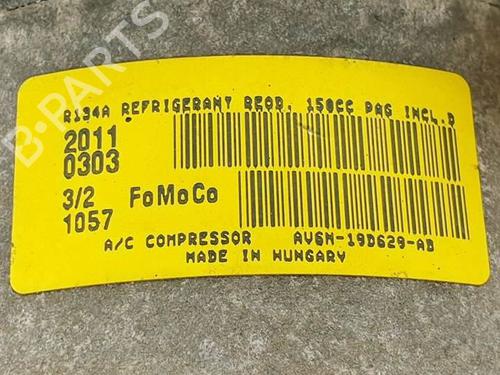 R134A REFRIGERANT REQD. 150CC PAG INCL.D
2011
0303
3/2 FoMoCo
1057
A/C COMPRESSOR AV6N-19D629-AB
MADE IN HUNGARY
B-PARTS